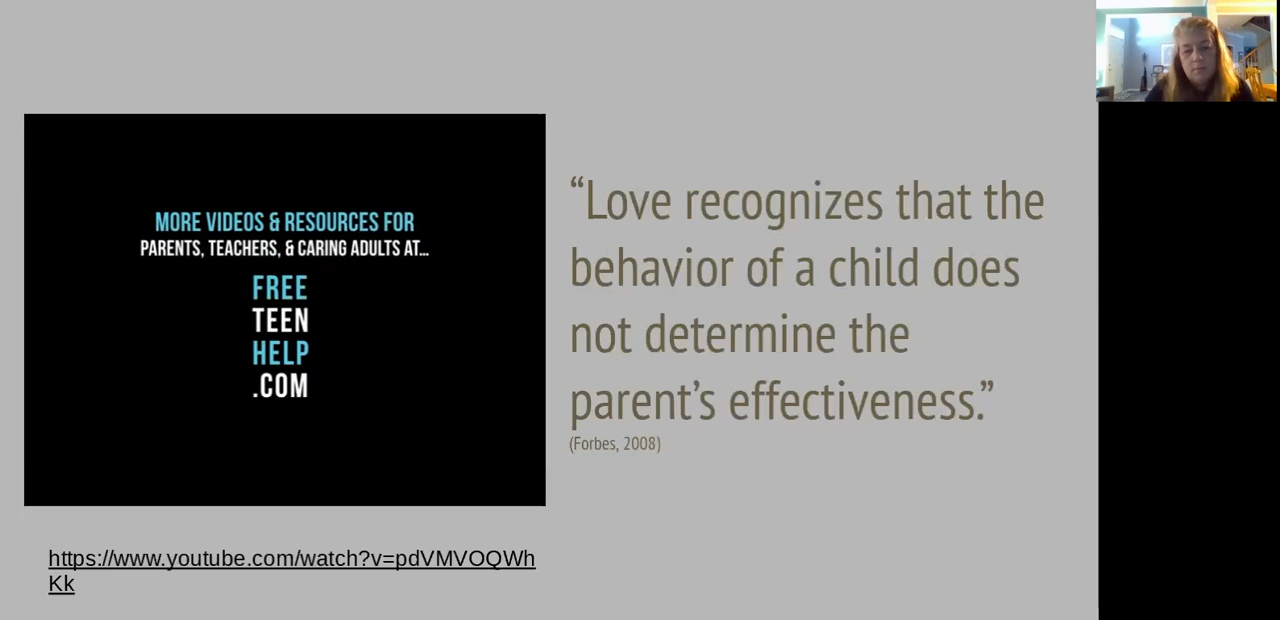 MORE VIDEOS & RESOURCES FOR
PARENTS, TEACHERS, & CARING ADULTS AT...
FREE
TEEN
HELP
.COM
“Love recognizes that the
behavior of a child does
not determine the
parent’s effectiveness.”
(Forbes, 2008)
https://www.youtube.com/watch?v=pdVMVOQWh
Kk